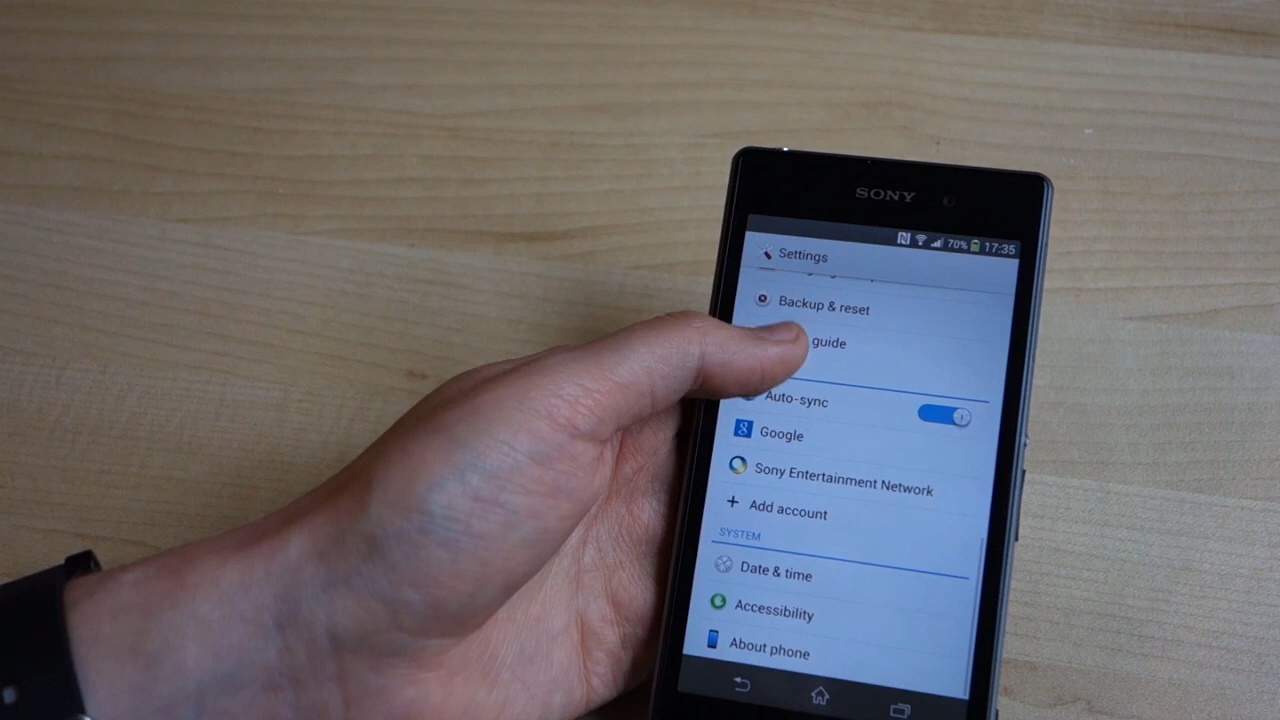 SONY
70% 17:35
Settings
Backup & reset
guide
Auto-sync
Google
Sony Entertainment Network
Add account
SYSTEM
Date & time
Accessibility
About phone